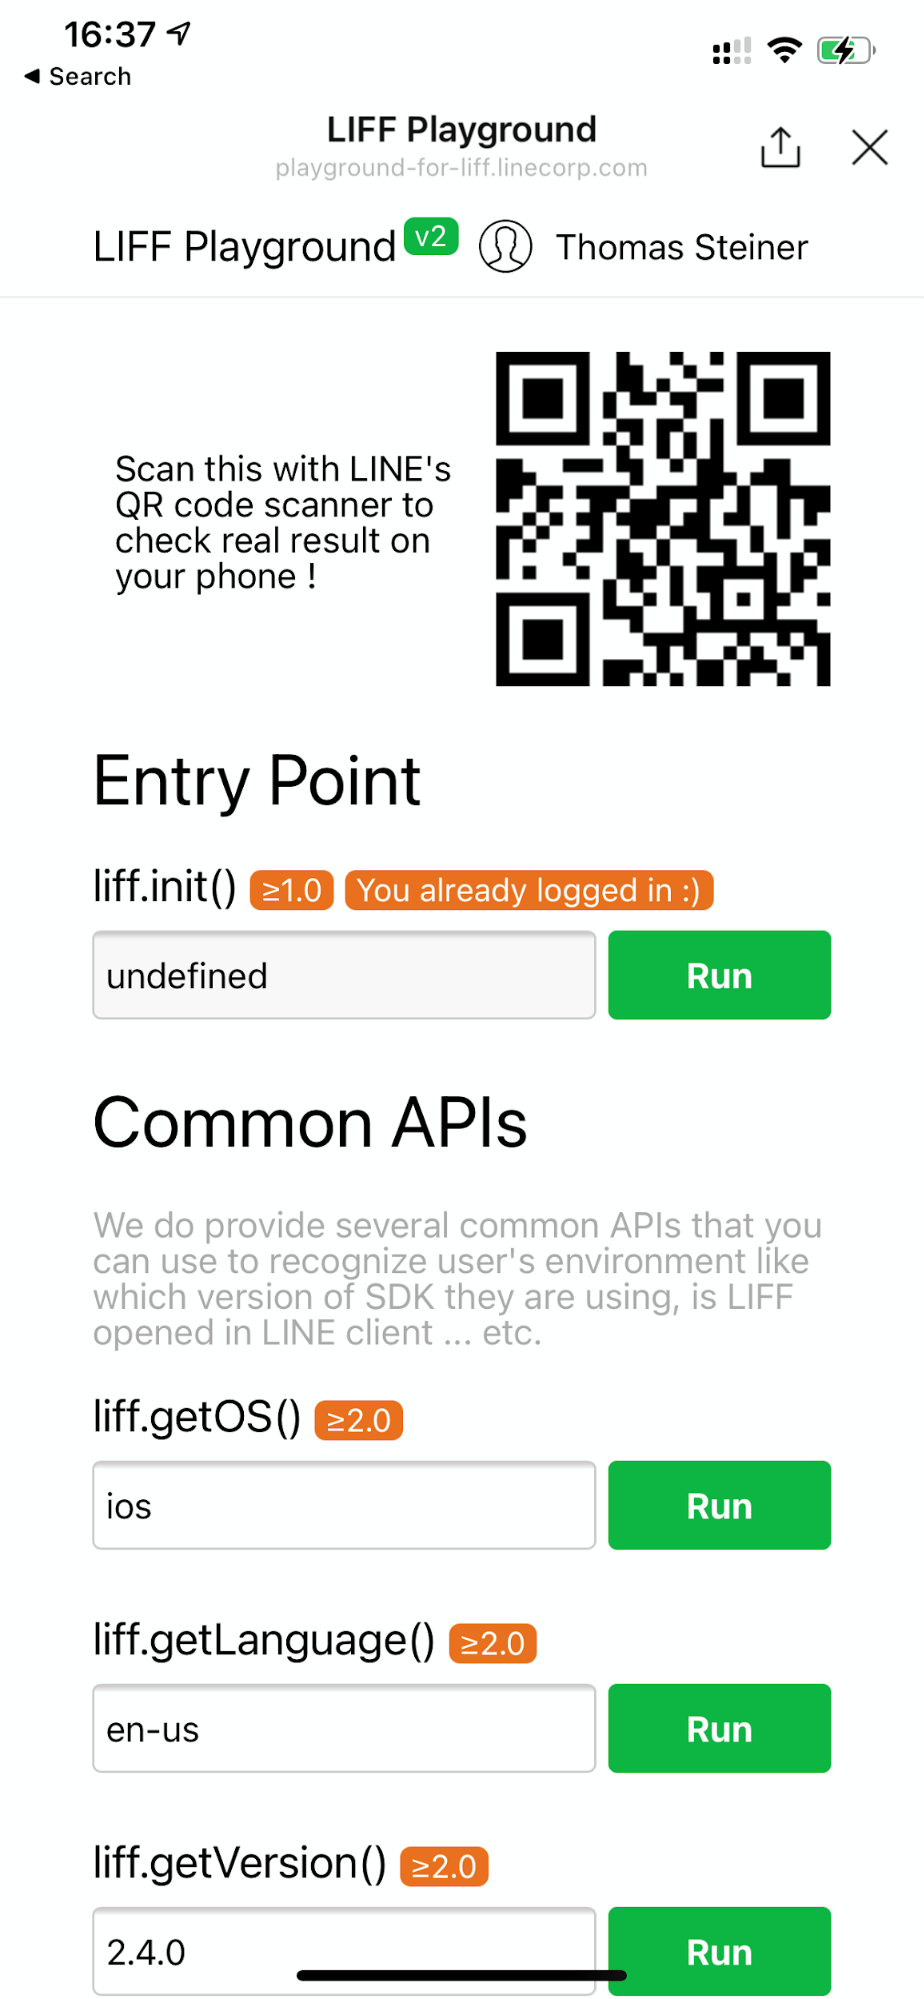 16:37
◀ Search
LIFF Playground
playground-for-liff.linecorp.com
LIFF Playground v2 Thomas Steiner
Scan this with LINE's
QR code scanner to
check real result on
your phone !
Entry Point
liff.init() ≥1.0 You already logged in :)
undefined Run
Common APIs
We do provide several common APIs that you
can use to recognize user's environment like
which version of SDK they are using, is LIFF
opened in LINE client ... etc.
liff.getOS() ≥2.0
ios Run
liff.getLanguage() ≥2.0
en-us Run
liff.getVersion() ≥2.0
2.4.0 Run